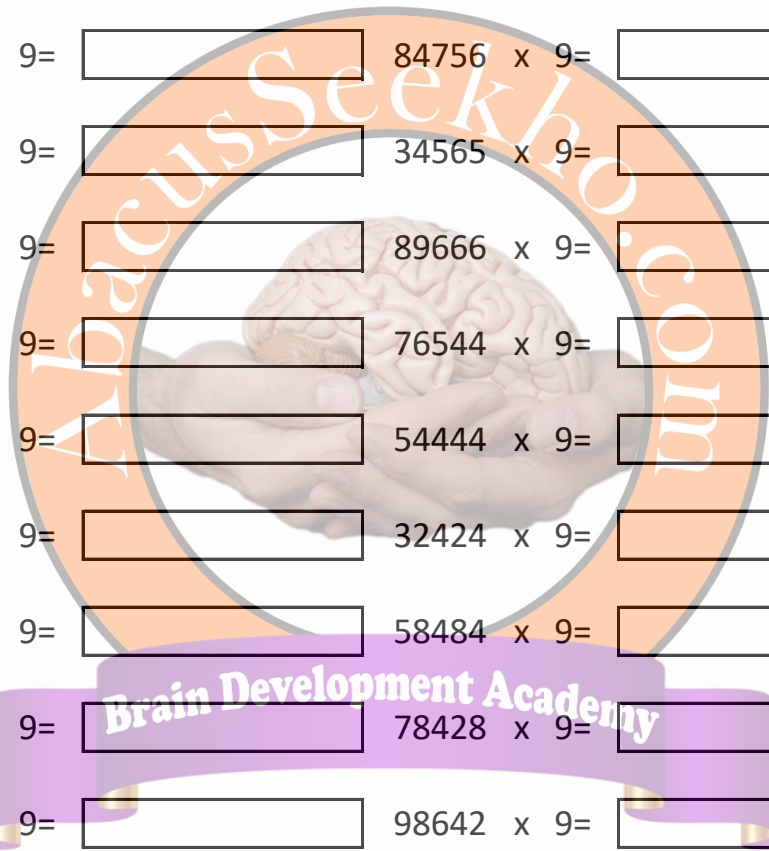 9= 84756 x 9=
9= 34565 x 9=
9= 89666 x 9=
9= 76544 x 9=
9= 54444 x 9=
9= 32424 x 9=
9= 58484 x 9=
9= 78428 x 9=
9= 98642 x 9=
AbacusSeekho.com
Brain Development Academy